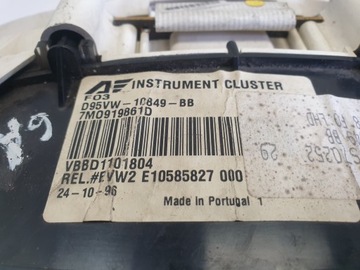 AE INSTRUMENT CLUSTER
F03
D95VW-10849-BB
7M0919861D
VBBD1101804
REL.#EVW2 E10585827 000
24-10-96
Made in Portugal 1